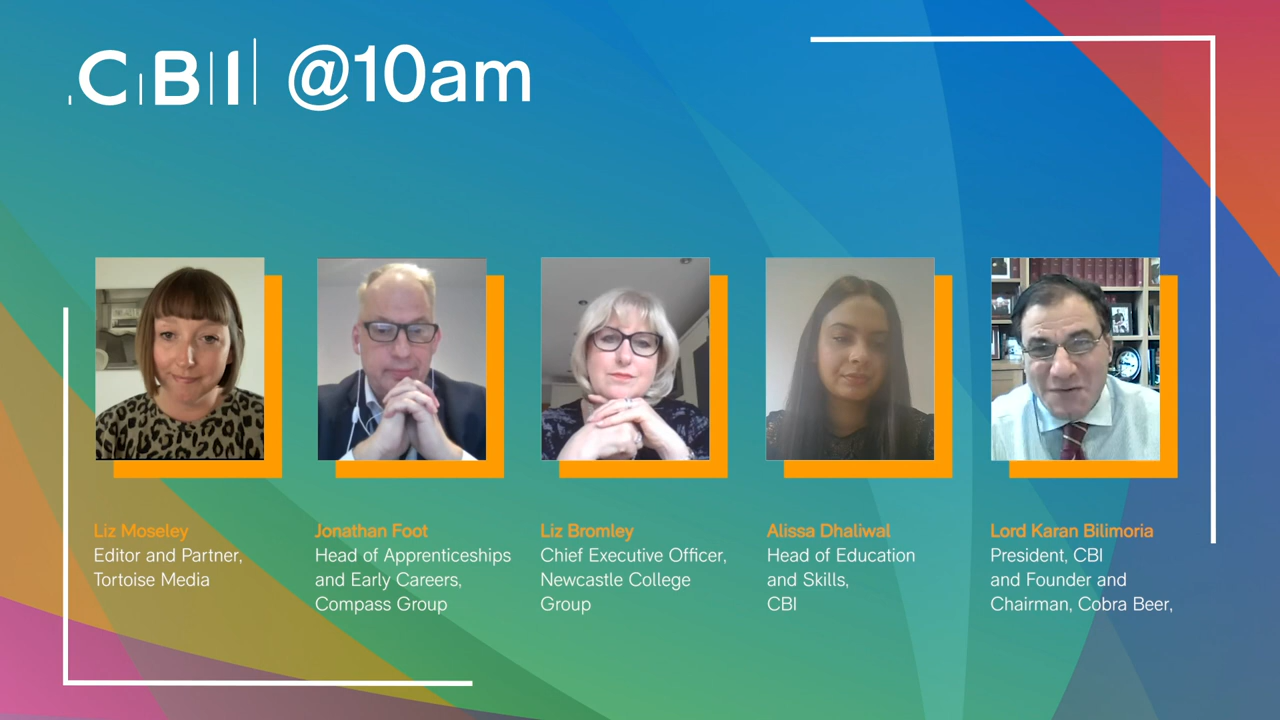 CBI @10am
Liz Moseley
Editor and Partner,
Tortoise Media
Jonathan Foot
Head of Apprenticeships
and Early Careers,
Compass Group
Liz Bromley
Chief Executive Officer,
Newcastle College
Group
Alissa Dhaliwal
Head of Education
and Skills,
CBI
Lord Karan Bilimoria
President, CBI
and Founder and
Chairman, Cobra Beer,